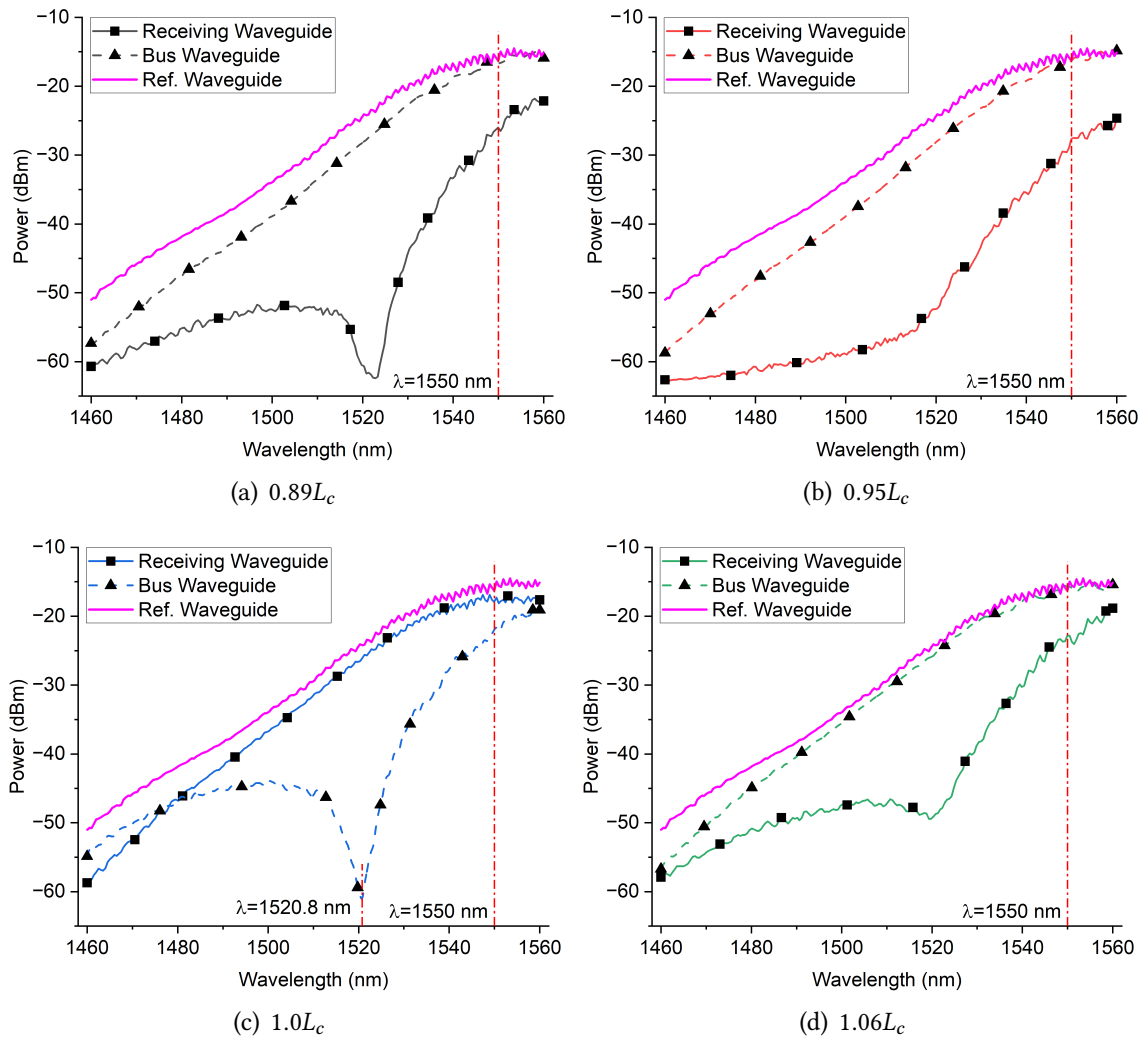 −10
−20
−30
−40
−50
−60
Power (dBm)
Receiving Waveguide
Bus Waveguide
Ref. Waveguide
λ=1550 nm
1460 1480 1500 1520 1540 1560
Wavelength (nm)
(a) 0.89Lc
−10
−20
−30
−40
−50
−60
Power (dBm)
Receiving Waveguide
Bus Waveguide
Ref. Waveguide
λ=1550 nm
1460 1480 1500 1520 1540 1560
Wavelength (nm)
(b) 0.95Lc
−10
−20
−30
−40
−50
−60
Power (dBm)
Receiving Waveguide
Bus Waveguide
Ref. Waveguide
λ=1520.8 nm
λ=1550 nm
1460 1480 1500 1520 1540 1560
Wavelength (nm)
(c) 1.0Lc
−10
−20
−30
−40
−50
−60
Power (dBm)
Receiving Waveguide
Bus Waveguide
Ref. Waveguide
λ=1550 nm
1460 1480 1500 1520 1540 1560
Wavelength (nm)
(d) 1.06Lc